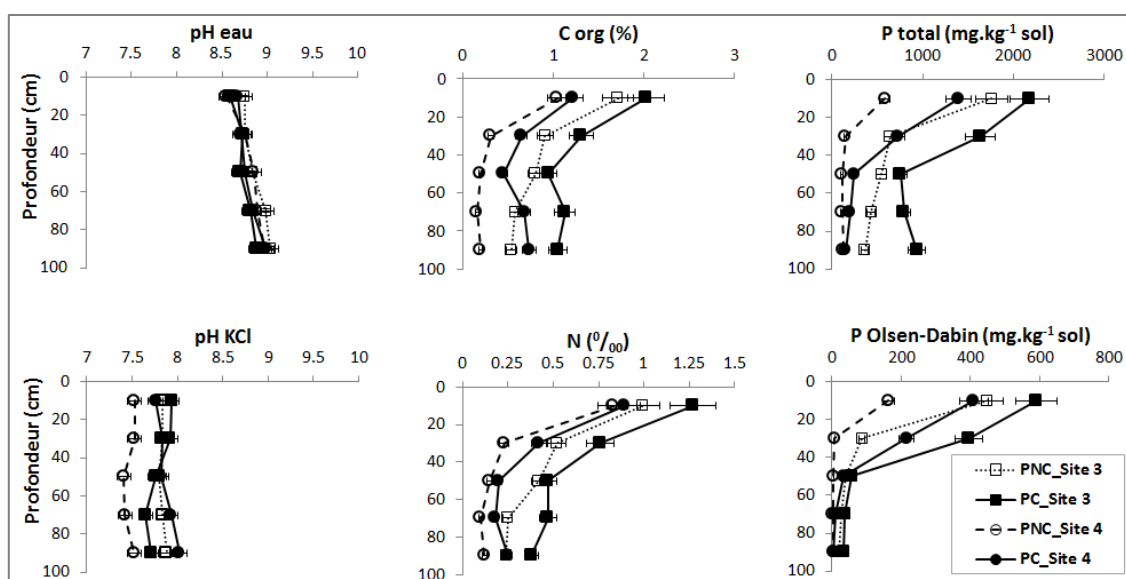 pH eau
7 7.5 8 8.5 9 9.5 10
Profondeur (cm)
0
20
40
60
80
100
C org (%)
0 1 2 3
0
20
40
60
80
100
P total (mg.kg⁻¹ sol)
0 1000 2000 3000
0
20
40
60
80
100
pH KCl
7 7.5 8 8.5 9 9.5 10
Profondeur (cm)
0
20
40
60
80
100
N (⁰/₀₀)
0 0.25 0.5 0.75 1 1.25 1.5
0
20
40
60
80
100
P Olsen-Dabin (mg.kg⁻¹ sol)
0 200 400 600 800
0
10
20
30
40
50
60
70
80
90
100
PNC_Site 3
PC_Site 3
PNC_Site 4
PC_Site 4